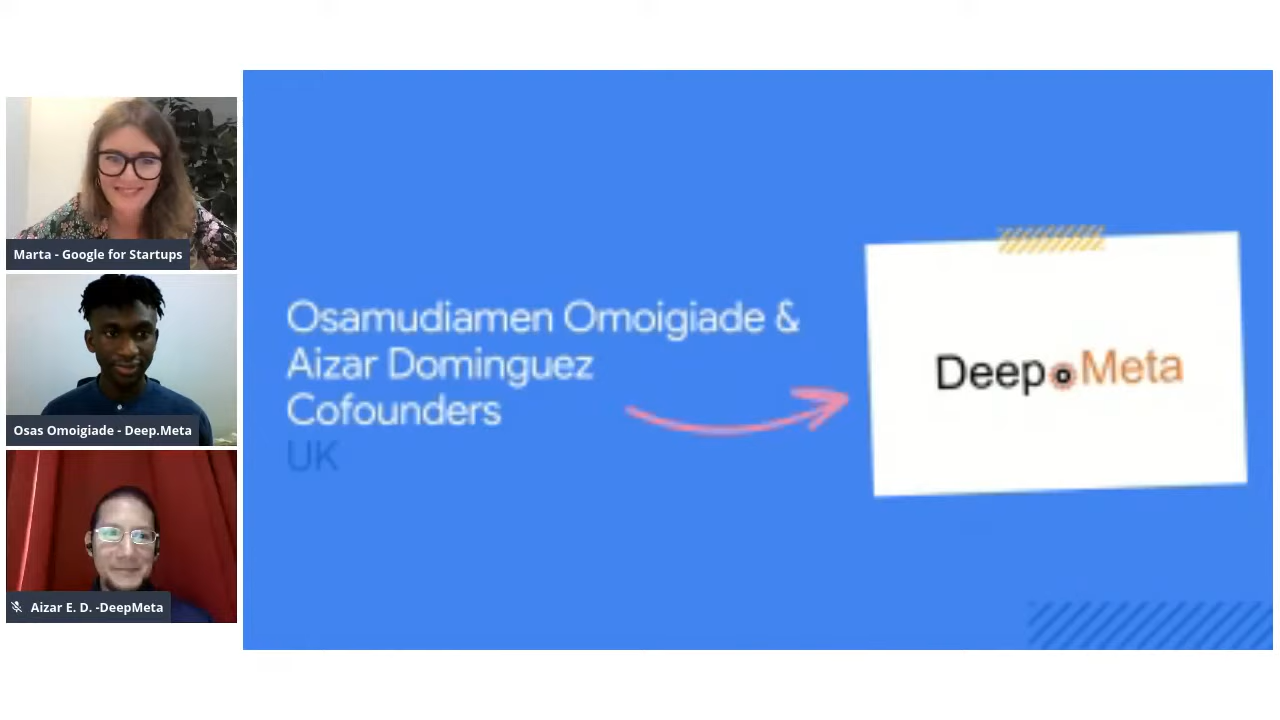 Marta - Google for Startups
Osas Omoigiade - Deep.Meta
Aizar E. D. -DeepMeta
Osamudiamen Omoigiade &
Aizar Dominguez
Cofounders
UK
Deep Meta